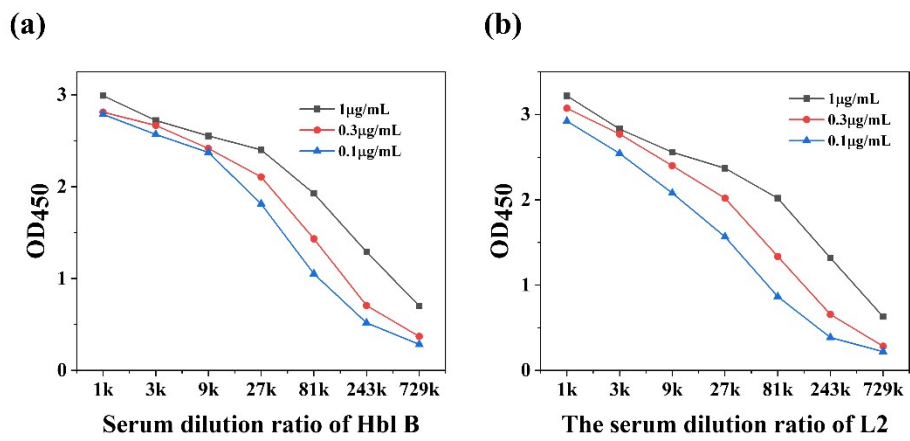 (a)
OD450
3
2
1
0
1μg/mL
0.3μg/mL
0.1μg/mL
1k 3k 9k 27k 81k 243k 729k
Serum dilution ratio of Hbl B
(b)
OD450
3
2
1
0
1μg/mL
0.3μg/mL
0.1μg/mL
1k 3k 9k 27k 81k 243k 729k
The serum dilution ratio of L2